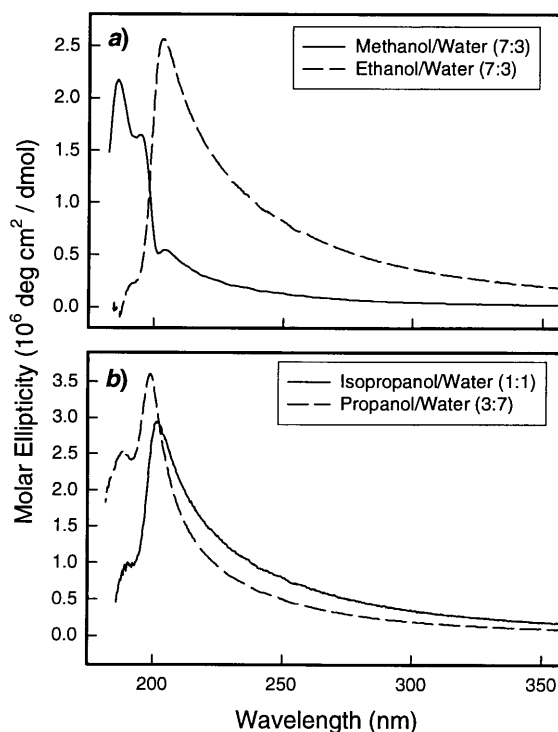 a)
Methanol/Water (7:3)
Ethanol/Water (7:3)
2.5
2.0
1.5
1.0
0.5
0.0
Molar Ellipticity (10⁶ deg cm² / dmol)
b)
Isopropanol/Water (1:1)
Propanol/Water (3:7)
3.5
3.0
2.5
2.0
1.5
1.0
0.5
0.0
200 250 300 350
Wavelength (nm)